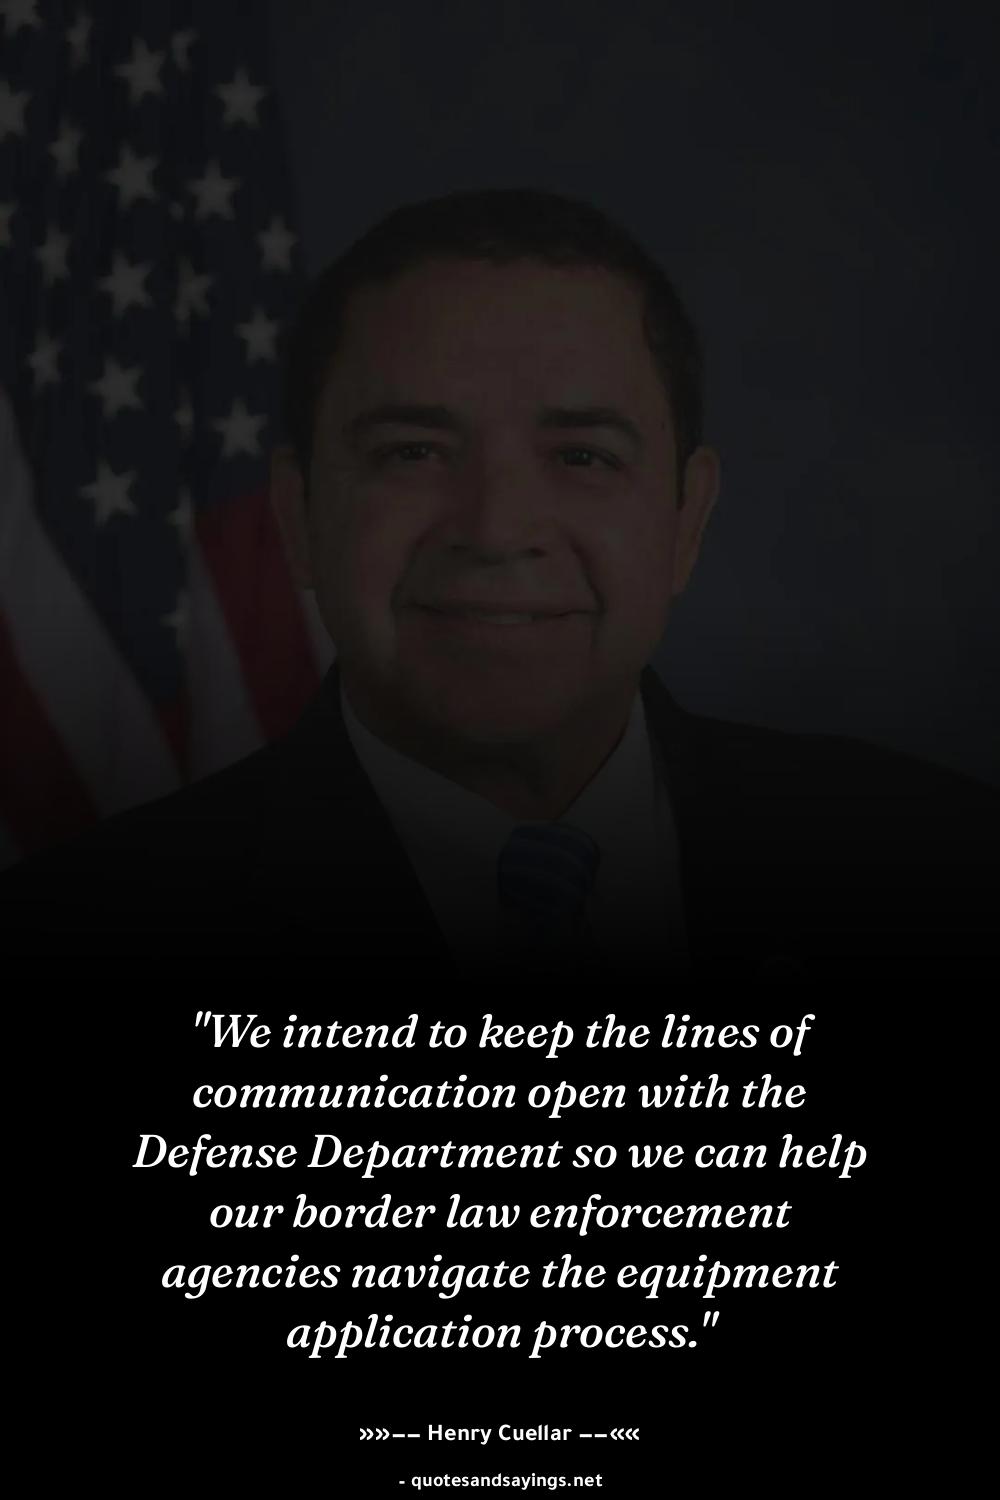 "We intend to keep the lines of
communication open with the
Defense Department so we can help
our border law enforcement
agencies navigate the equipment
application process."
»»–– Henry Cuellar ––««
- quotesandsayings.net